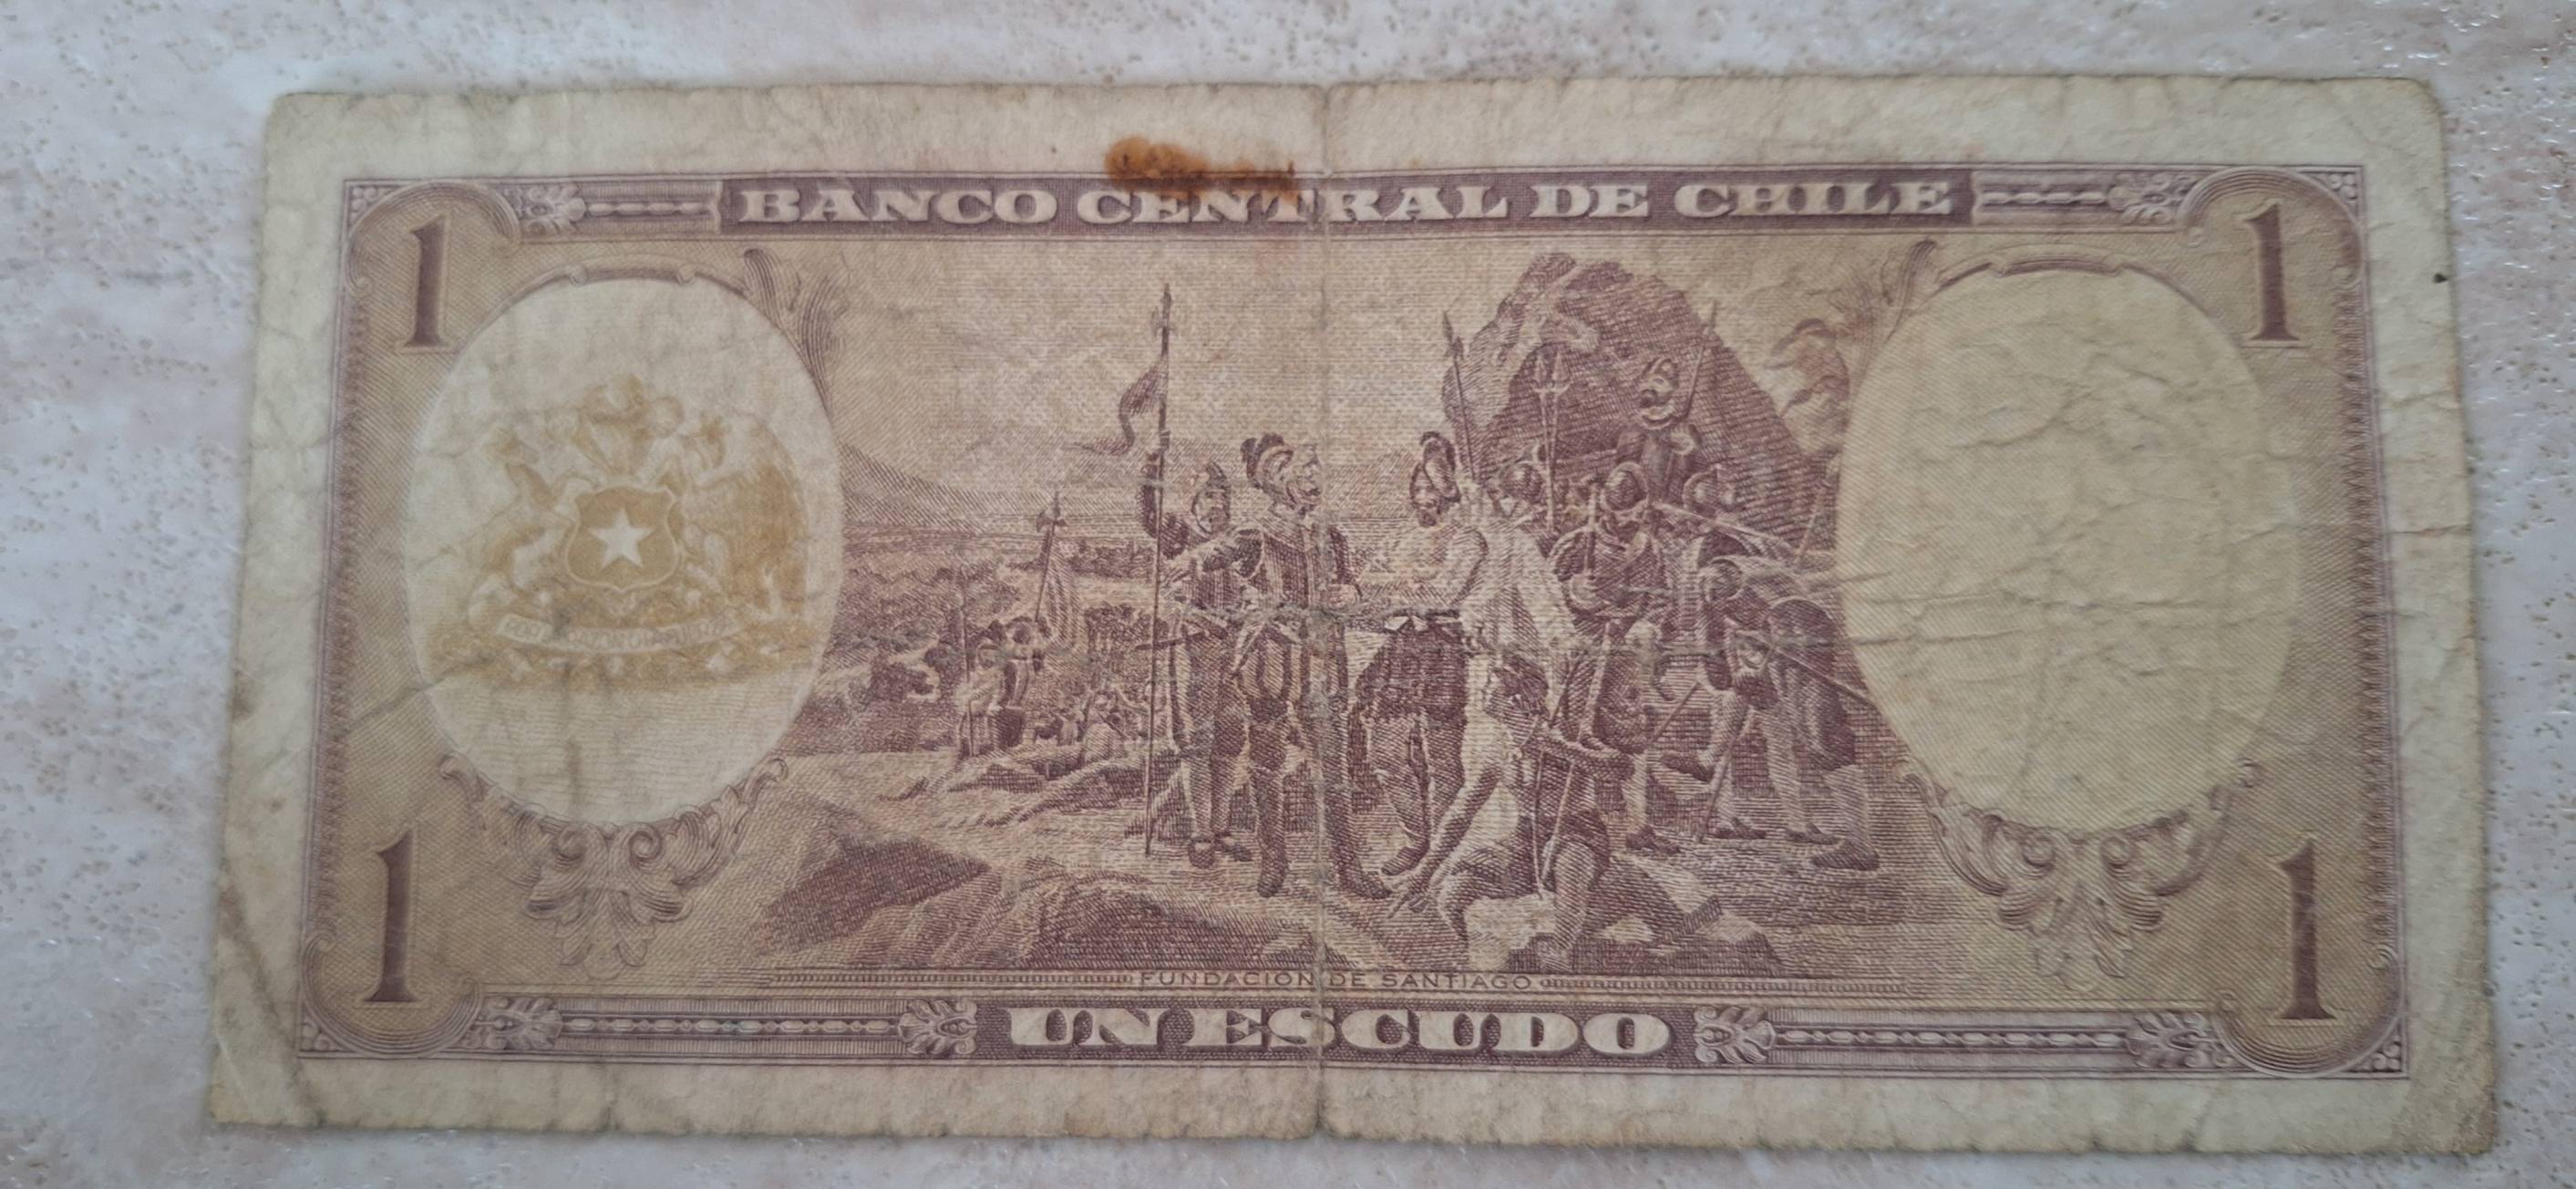 BANCO CENTRAL DE CHILE
1 1
1 1
FUNDACION DE SANTIAGO
UN ESCUDO